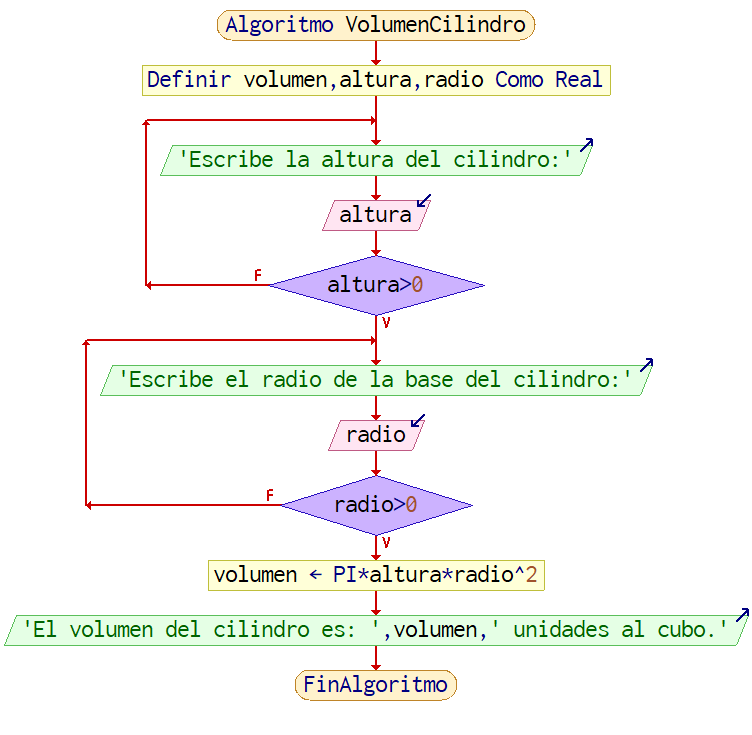 Algoritmo VolumenCilindro
Definir volumen,altura,radio Como Real
'Escribe la altura del cilindro:'
altura
altura>0
F
V
'Escribe el radio de la base del cilindro:'
radio
radio>0
F
V
volumen ← PI*altura*radio^2
'El volumen del cilindro es: ',volumen,' unidades al cubo.'
FinAlgoritmo